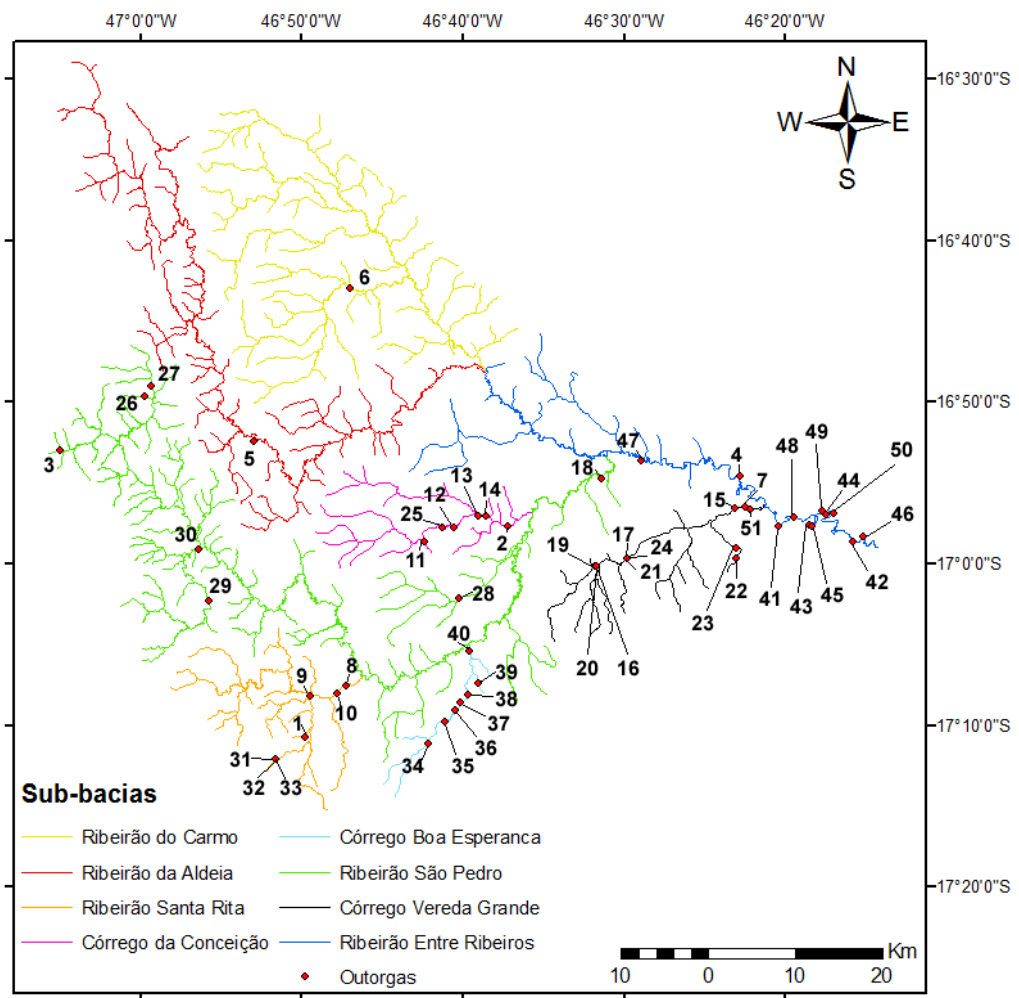 47°0'0"W 46°50'0"W 46°40'0"W 46°30'0"W 46°20'0"W
N
W E
S
16°30'0"S
16°40'0"S
16°50'0"S
17°0'0"S
17°10'0"S
17°20'0"S
6
27
26
3
5
47
4
7
48
49
50
44
46
18
15
51
13
14
12
25
2
11
17
24
19
21
22
23
41
43
45
42
30
29
28
20
16
40
39
38
37
36
35
34
8
9
10
1
31
32
33
Sub-bacias
Ribeirão do Carmo
Ribeirão da Aldeia
Ribeirão Santa Rita
Córrego da Conceição
Córrego Boa Esperanca
Ribeirão São Pedro
Córrego Vereda Grande
Ribeirão Entre Ribeiros
Outorgas
10 0 10 20
Km